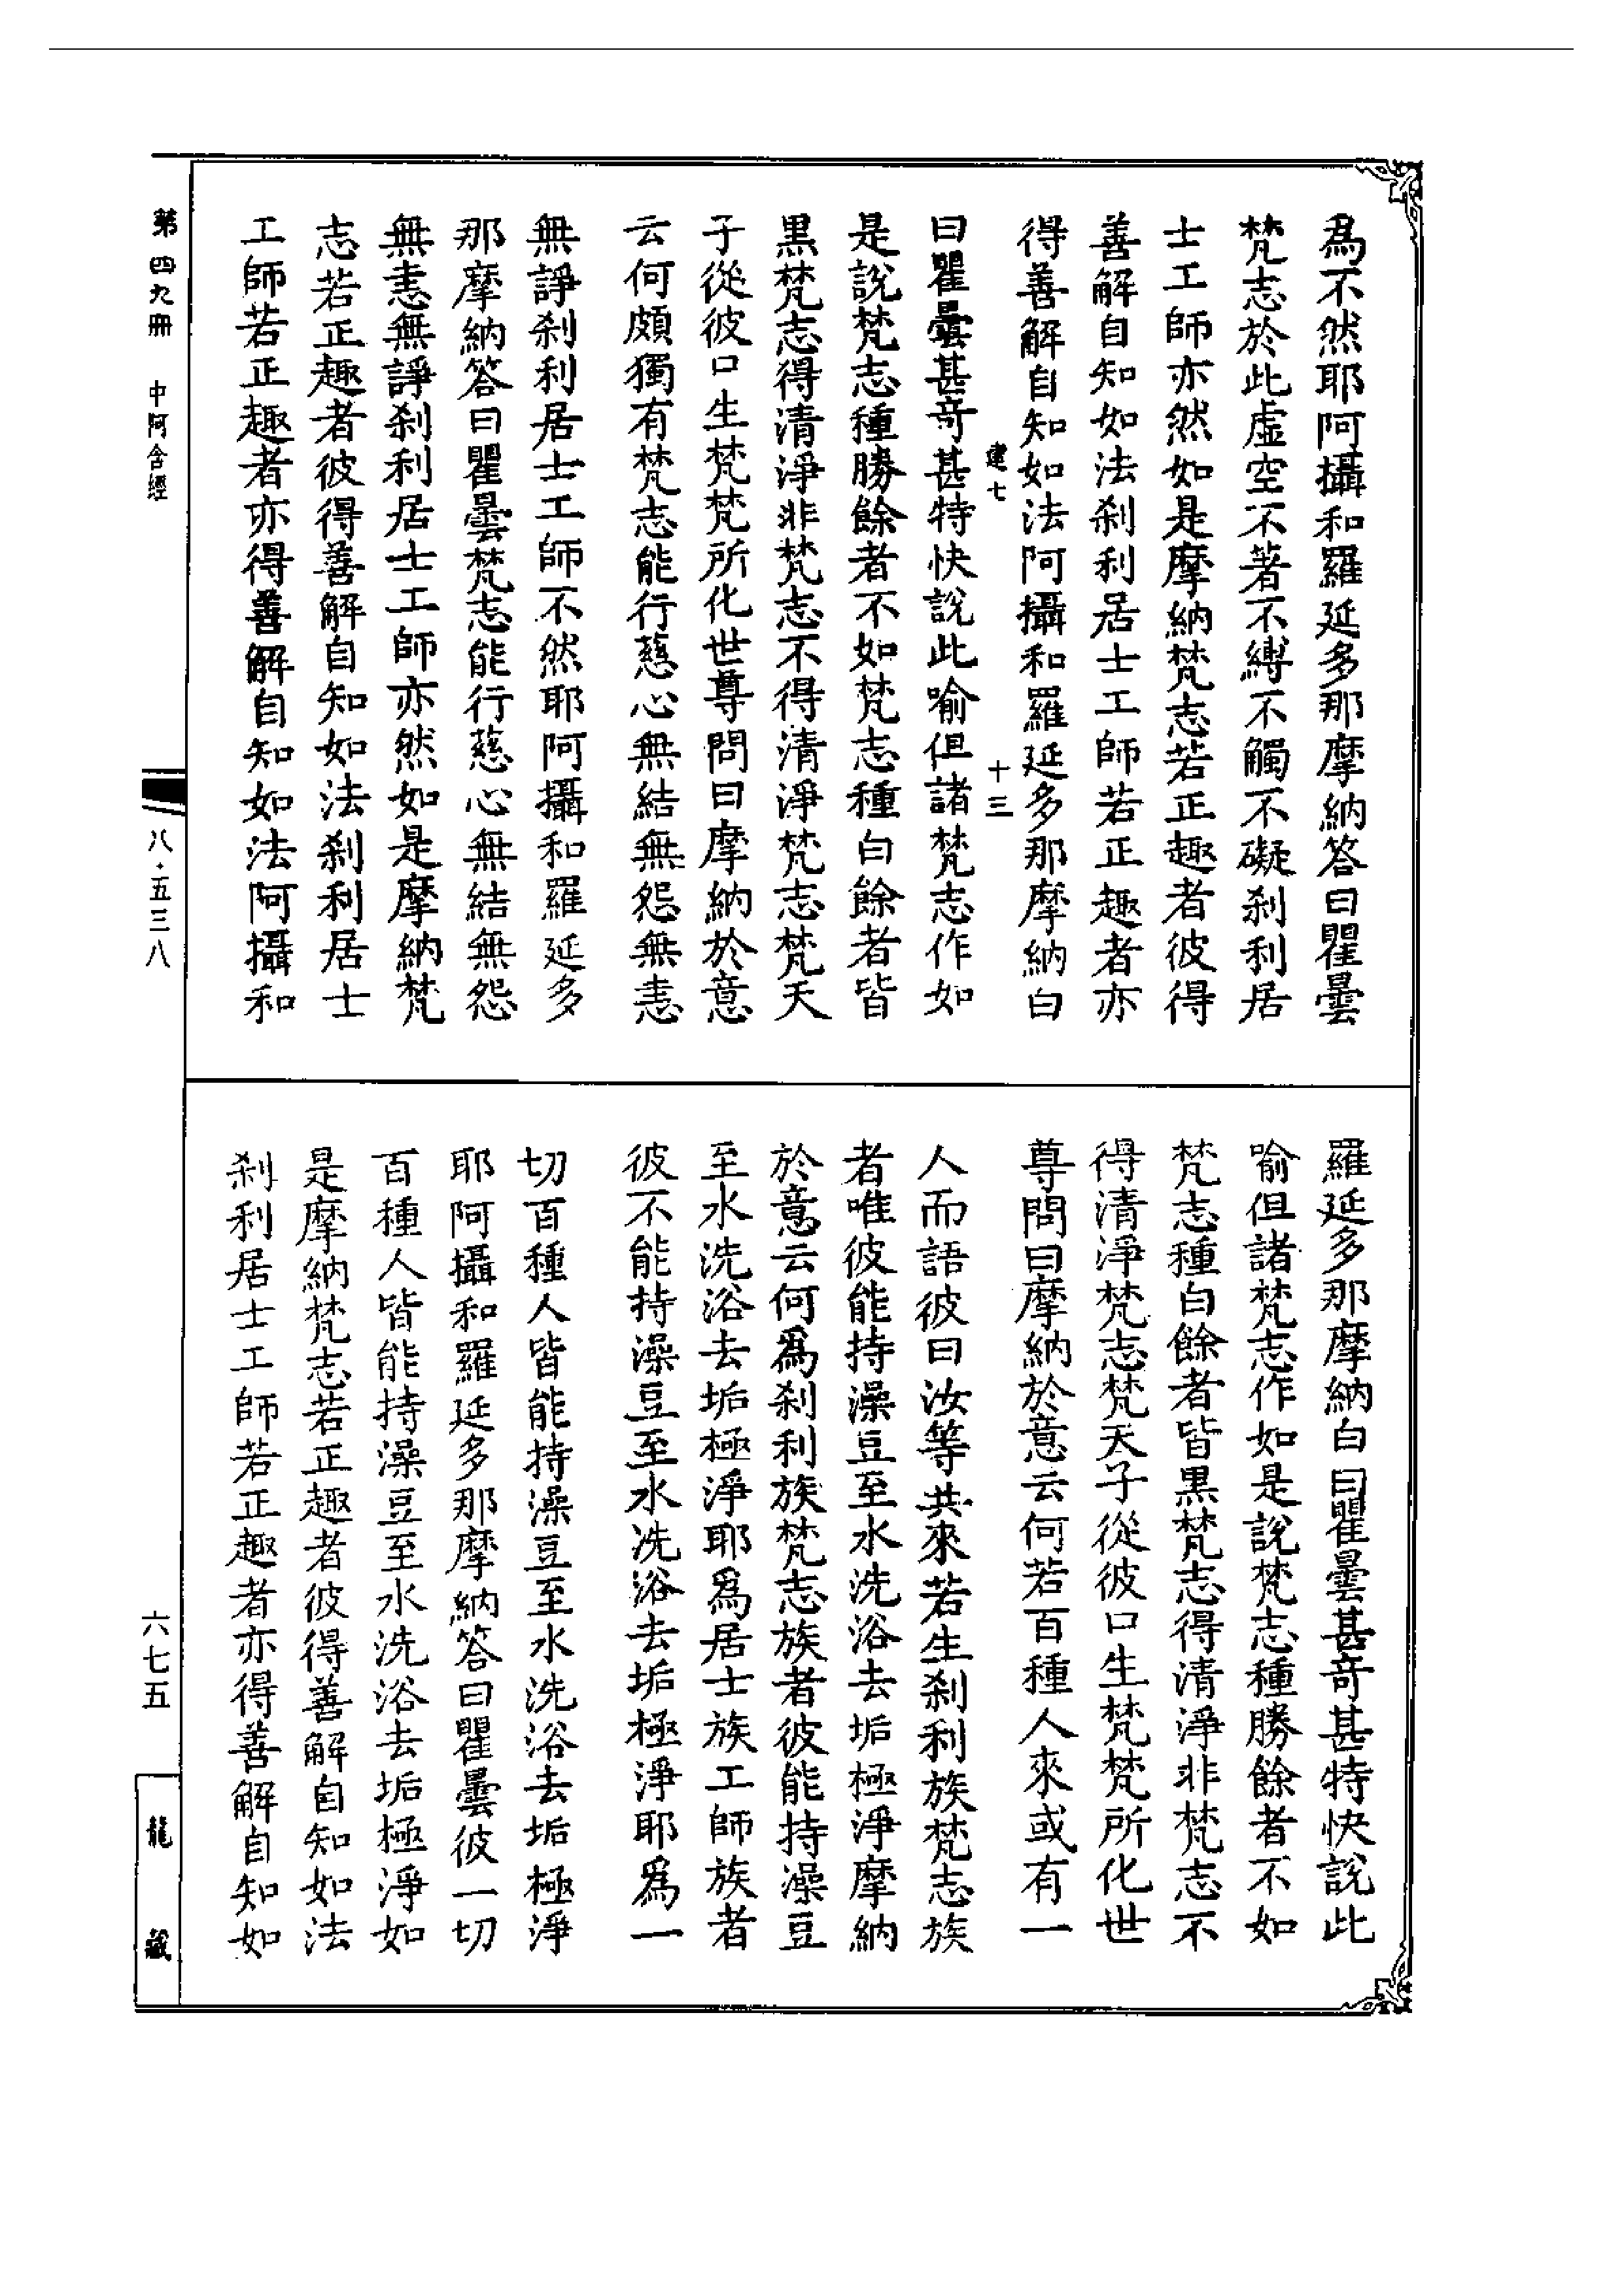 為不然耶阿攝和羅延多那摩納答曰瞿曇
梵志於此虛空不著不縛不觸不礙剎利居
士工師亦然如是摩納梵志若正趣者彼得
善解自知如法剎利居士工師若正趣者亦
得善解自知如法阿攝和羅延多那摩納白
建七
十三
曰瞿曇甚奇甚特快說此喻但諸梵志作如
是說梵志種勝餘者不如梵志種白餘者皆
黑梵志得清淨非梵志不得清淨梵志梵天
子從彼口生梵梵所化世尊問曰摩納於意
云何頗獨有梵志能行慈心無結無怨無恚
無諍剎利居士工師不然耶阿攝和羅延多
那摩納答曰瞿曇梵志能行慈心無結無怨
無恚無諍剎利居士工師亦然如是摩納梵
志若正趣者彼得善解自知如法剎利居士
工師若正趣者亦得善解自知如法阿攝和
羅延多那摩納白曰瞿曇甚奇甚特快說此
喻但諸梵志作如是說梵志種勝餘者不如
梵志種白餘者皆黑梵志得清淨非梵志不
得清淨梵志梵天子從彼口生梵梵所化世
尊問曰摩納於意云何若百種人來或有一
人而語彼曰汝等共來若生剎利族梵志族
者唯彼能持澡豆至水洗浴去垢極淨摩納
於意云何為剎利族梵志族者彼能持澡豆
至水洗浴去垢極淨耶為居士族工師族者
彼不能持澡豆至水洗浴去垢極淨耶為一
切百種人皆能持澡豆至水洗浴去垢極淨
耶阿攝和羅延多那摩納答曰瞿曇彼一切
百種人皆能持澡豆至水洗浴去垢極淨如
是摩納梵志若正趣者彼得善解自知如法
剎利居士工師若正趣者亦得善解自知如
第四九冊 中阿含經
八·五三八
六七五
龍藏